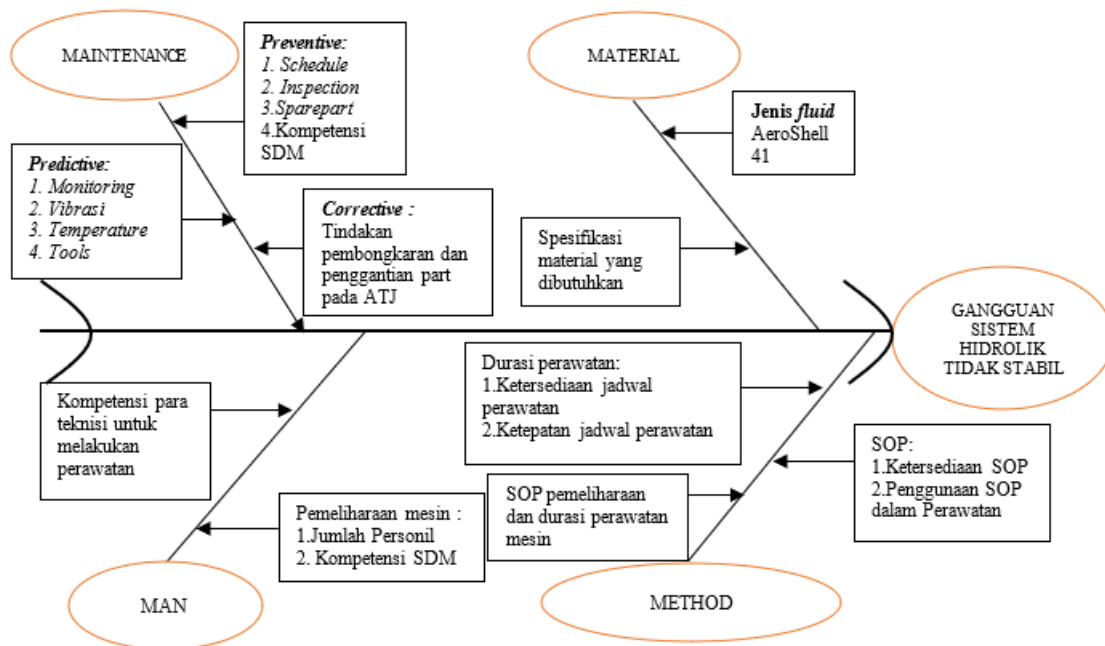 MAINTENANCE
Preventive:
1. Schedule
2. Inspection
3.Sparepart
4.Kompetensi
SDM
Predictive:
1. Monitoring
2. Vibrasi
3. Temperature
4. Tools
Corrective :
Tindakan
pembongkaran dan
penggantian part
pada ATJ
MATERIAL
Jenis fluid
AeroShell
41
Spesifikasi
material yang
dibutuhkan
GANGGUAN
SISTEM
HIDROLIK
TIDAK STABIL
Kompetensi para
teknisi untuk
melakukan
perawatan
Pemeliharaan mesin :
1.Jumlah Personil
2. Kompetensi SDM
MAN
Durasi perawatan:
1.Ketersediaan jadwal
perawatan
2.Ketepatan jadwal perawatan
SOP pemeliharaan
dan durasi perawatan
mesin
SOP:
1.Ketersediaan SOP
2.Penggunaan SOP
dalam Perawatan
METHOD